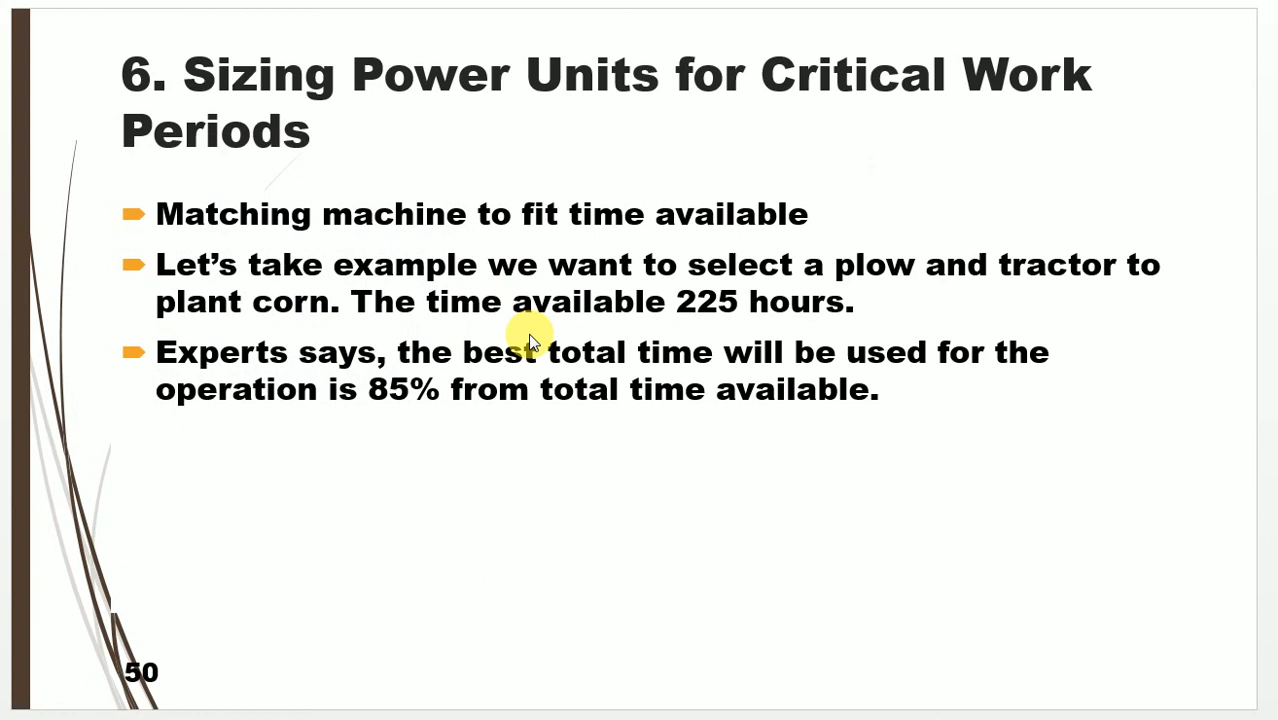 6. Sizing Power Units for Critical Work
Periods
Matching machine to fit time available
Let’s take example we want to select a plow and tractor to
plant corn. The time available 225 hours.
Experts says, the best total time will be used for the
operation is 85% from total time available.
50